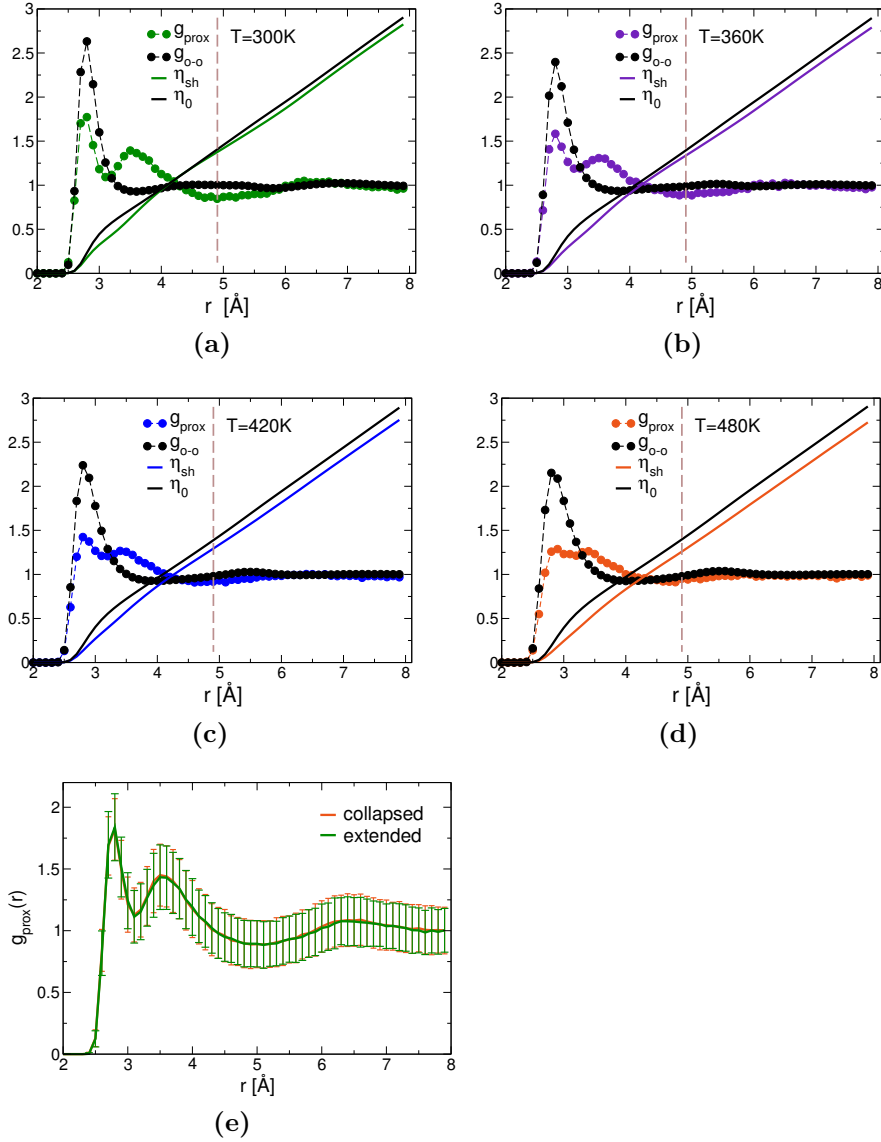 3
2.5
2
1.5
1
0.5
0
2 3 4 5 6 7 8
r [Å]
g_prox
g_o-o
η_sh
η_0
T=300K
(a)
3
2.5
2
1.5
1
0.5
0
2 3 4 5 6 7 8
r [Å]
g_prox
g_o-o
η_sh
η_0
T=360K
(b)
3
2.5
2
1.5
1
0.5
0
2 3 4 5 6 7 8
r [Å]
g_prox
g_o-o
η_sh
η_0
T=420K
(c)
3
2.5
2
1.5
1
0.5
0
2 3 4 5 6 7 8
r [Å]
g_prox
g_o-o
η_sh
η_0
T=480K
(d)
g_prox(r)
2
1.5
1
0.5
0
2 3 4 5 6 7 8
r [Å]
collapsed
extended
(e)